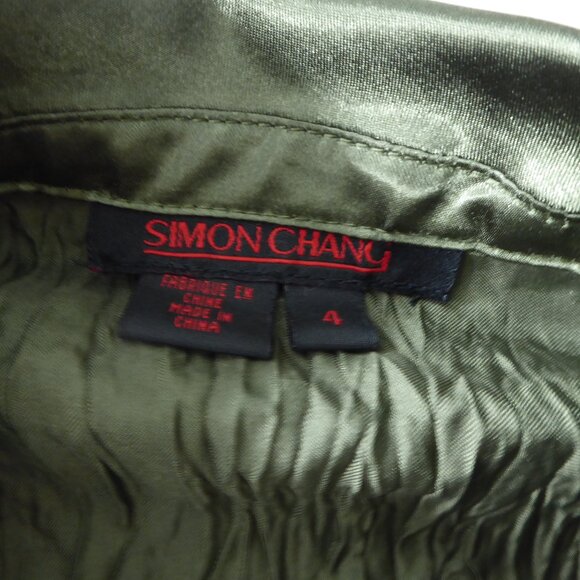 SIMON CHANG
FABRIQUE EN
CHINE
MADE IN
CHINA
4